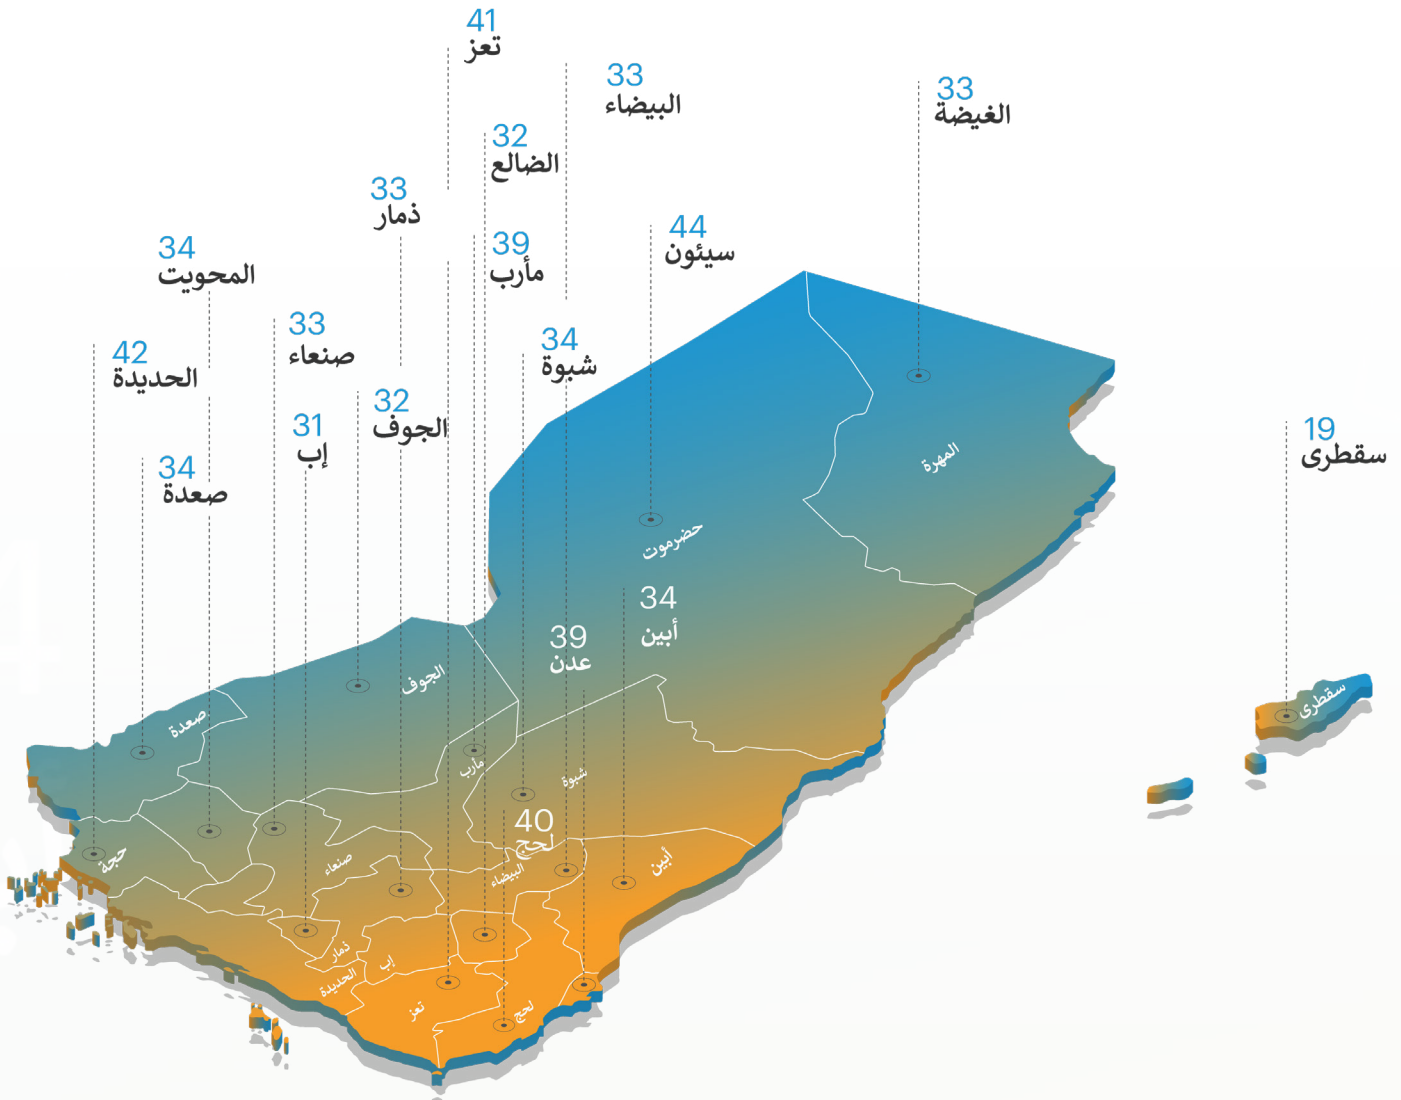 41
تعز
33
البيضاء
33
الغيضة
32
الضالع
33
ذمار
44
سيئون
39
مأرب
34
المحويت
33
صنعاء
34
شبوة
42
الحديدة
32
الجوف
31
إب
19
سقطرى
34
صعدة
المهرة
حضرموت
34
أبين
39
عدن
الجوف
سقطرى
صعدة
مأرب
شبوة
40
لحج
حجة
صنعاء
البيضاء
أبين
ذمار
إب
الحديدة
تعز
لحج